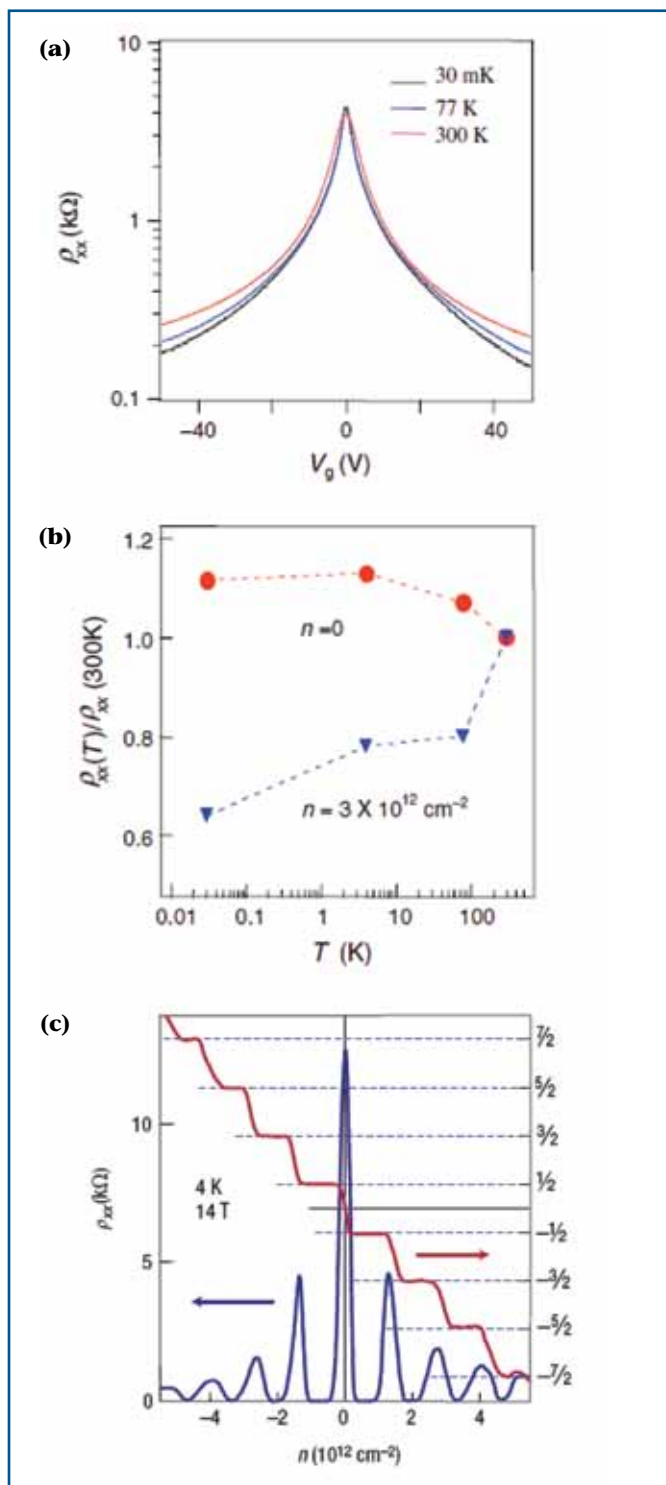 (a)
10
1
0.1
ρxx (kΩ)
30 mK
77 K
300 K
−40
0
40
Vg (V)
(b)
1.2
1.0
0.8
0.6
ρxx(T)/ρxx (300K)
n =0
n = 3 X 10¹² cm⁻²
0.01 0.1 1 10 100
T (K)
(c)
10
5
0
ρxx(kΩ)
4 K
14 T
7/2
5/2
3/2
1/2
−1/2
−3/2
−5/2
−7/2
−4 −2 0 2 4
n (10¹² cm⁻²)